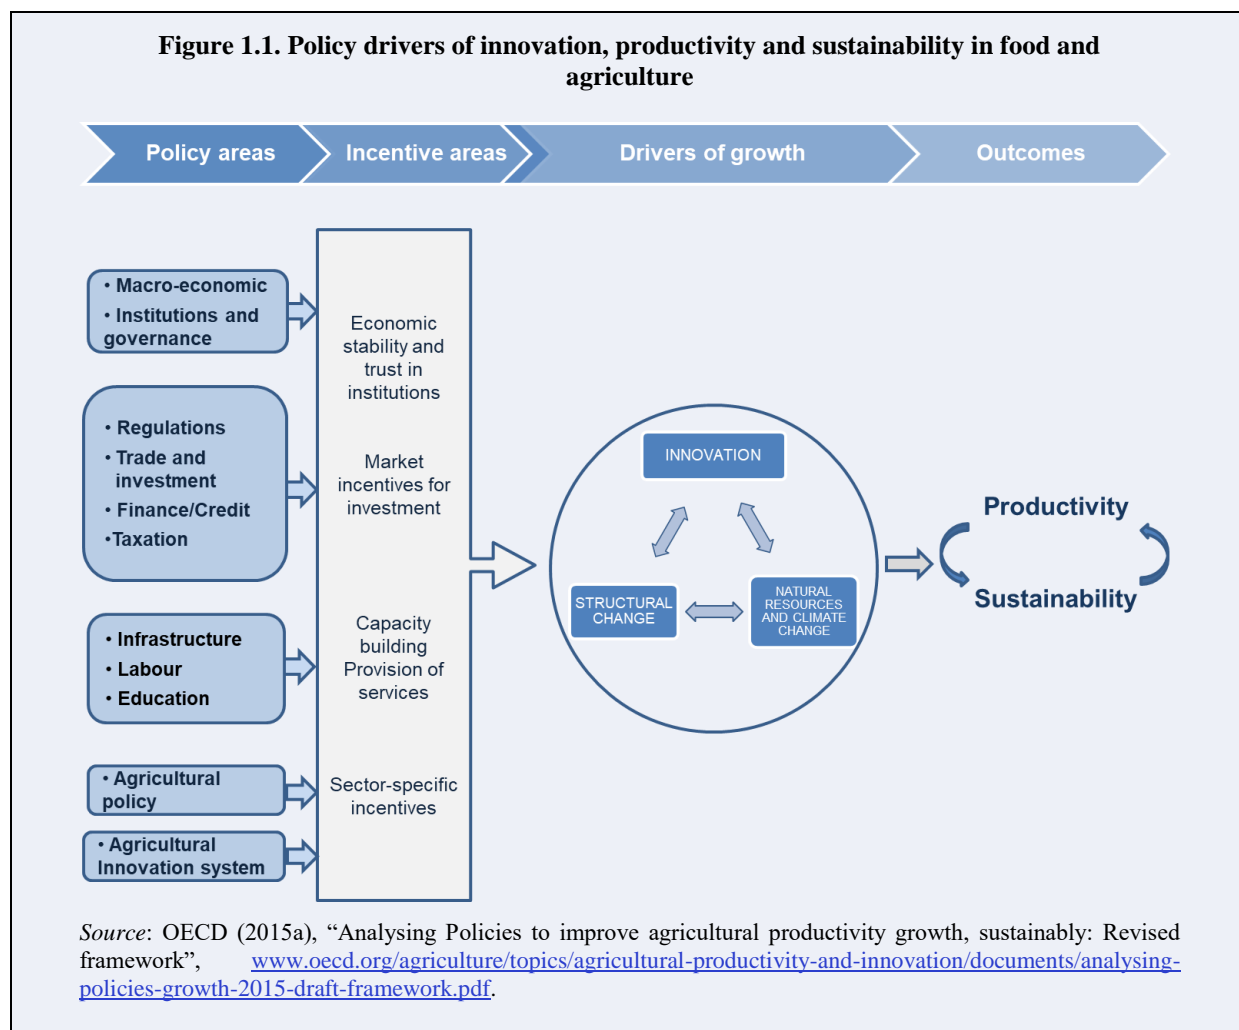 Figure 1.1. Policy drivers of innovation, productivity and sustainability in food and
agriculture
Policy areas
Incentive areas
Drivers of growth
Outcomes
• Macro-economic
• Institutions and
governance
• Regulations
• Trade and
investment
• Finance/Credit
•Taxation
• Infrastructure
• Labour
• Education
• Agricultural
policy
• Agricultural
Innovation system
Economic
stability and
trust in
institutions
Market
incentives for
investment
Capacity
building
Provision of
services
Sector-specific
incentives
INNOVATION
STRUCTURAL
CHANGE
NATURAL
RESOURCES
AND CLIMATE
CHANGE
Productivity
Sustainability
Source: OECD (2015a), “Analysing Policies to improve agricultural productivity growth, sustainably: Revised
framework”, www.oecd.org/agriculture/topics/agricultural-productivity-and-innovation/documents/analysing-
policies-growth-2015-draft-framework.pdf.